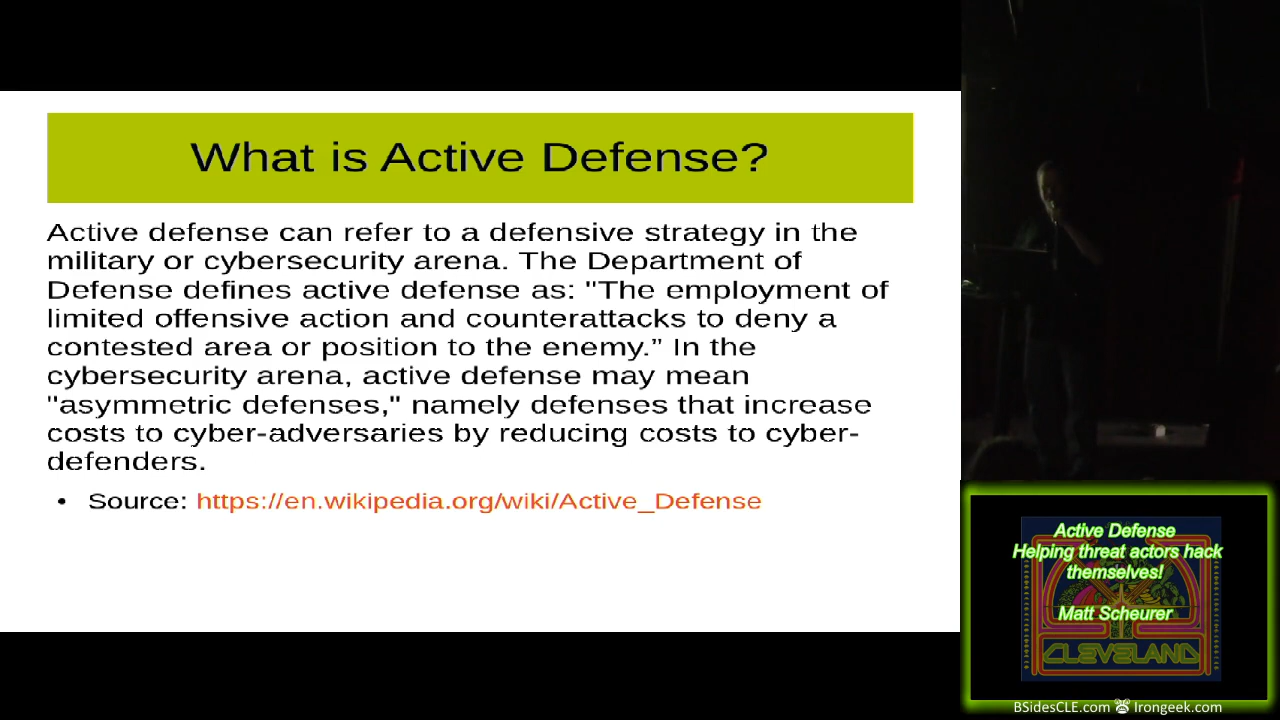 What is Active Defense?
Active defense can refer to a defensive strategy in the
military or cybersecurity arena. The Department of
Defense defines active defense as: "The employment of
limited offensive action and counterattacks to deny a
contested area or position to the enemy." In the
cybersecurity arena, active defense may mean
"asymmetric defenses," namely defenses that increase
costs to cyber-adversaries by reducing costs to cyber-
defenders.
• Source: https://en.wikipedia.org/wiki/Active_Defense
Active Defense
Helping threat actors hack
themselves!
Matt Scheurer
CLEVELAND
BSidesCLE.com Irongeek.com